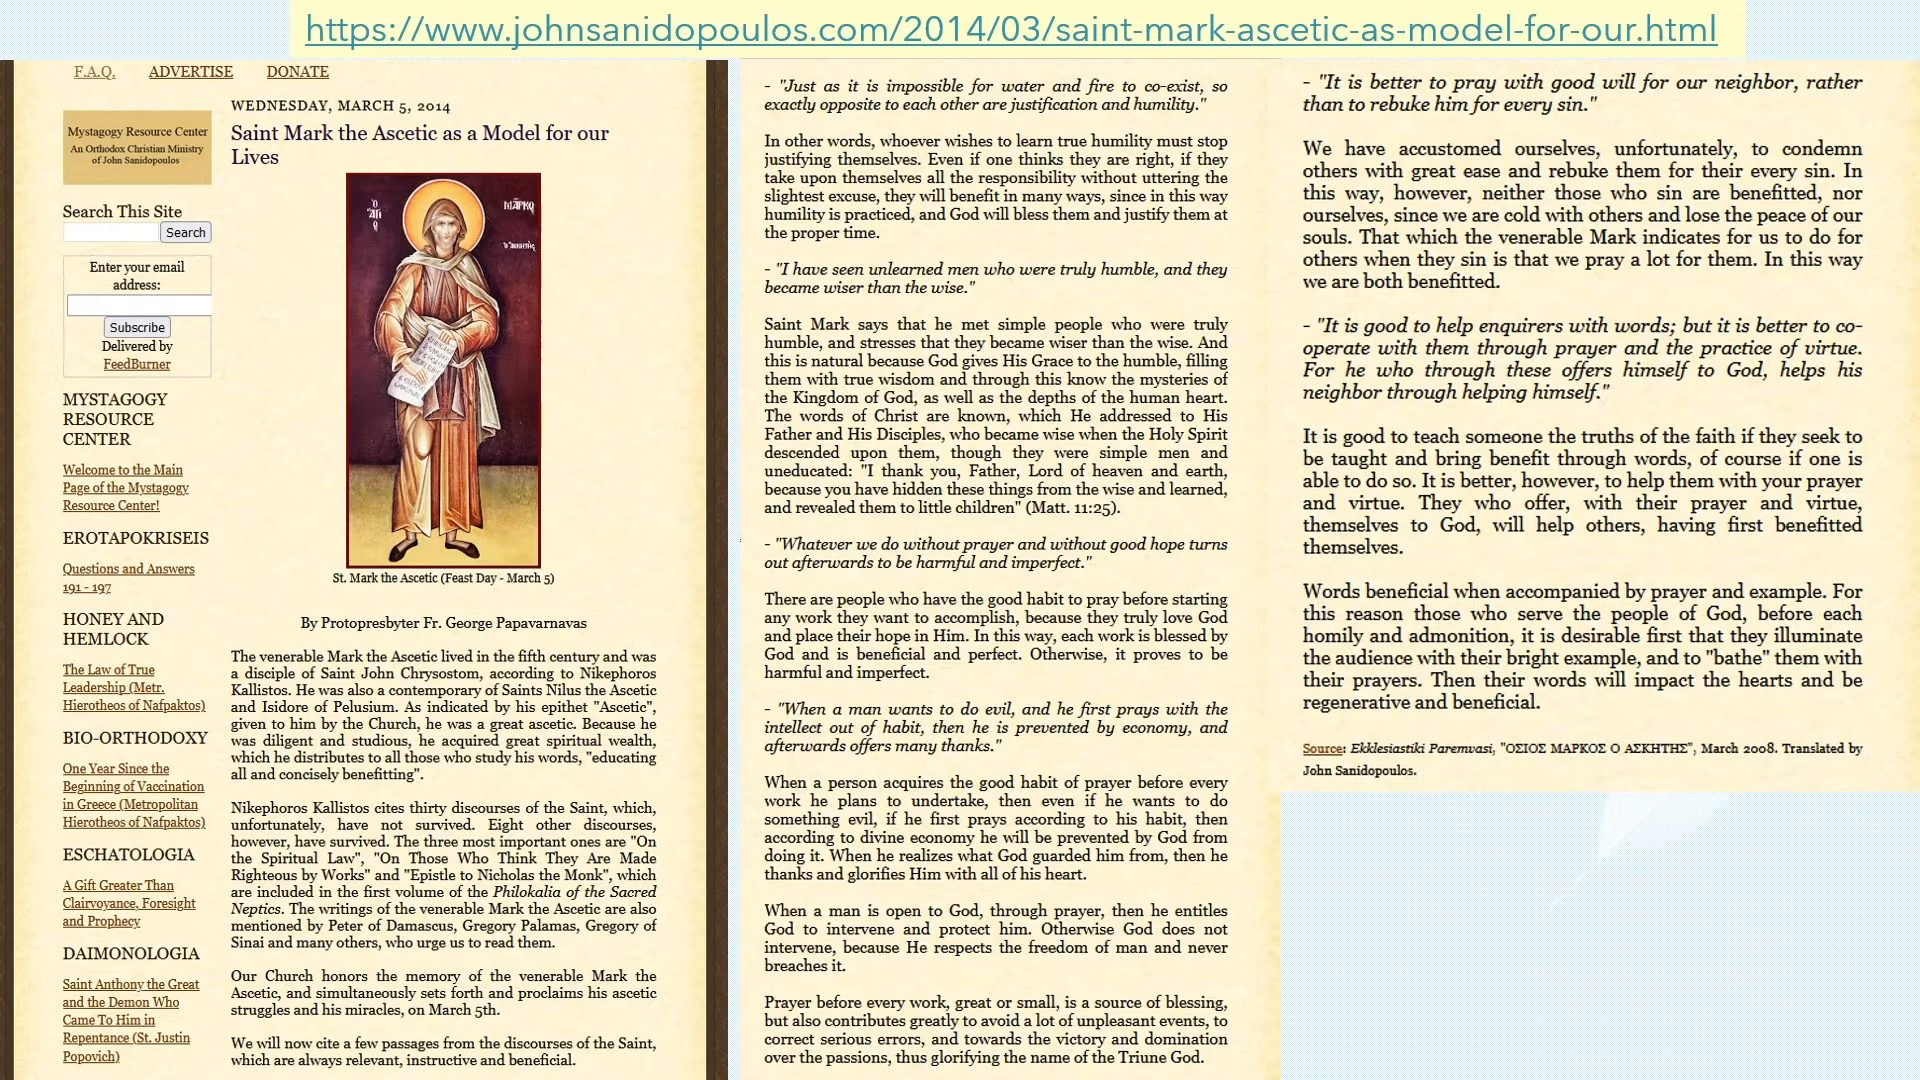 https://www.johnsanidopoulos.com/2014/03/saint-mark-ascetic-as-model-for-our.html
F.A.Q. ADVERTISE DONATE
Mystagogy Resource Center
An Orthodox Christian Ministry
of John Sanidopoulos
Search This Site
Search
Enter your email
address:
Subscribe
Delivered by
FeedBurner
MYSTAGOGY
RESOURCE
CENTER
Welcome to the Main
Page of the Mystagogy
Resource Center!
EROTAPOKRISEIS
Questions and Answers
191 - 197
HONEY AND
HEMLOCK
The Law of True
Leadership (Metr.
Hierotheos of Nafpaktos)
BIO-ORTHODOXY
One Year Since the
Beginning of Vaccination
in Greece (Metropolitan
Hierotheos of Nafpaktos)
ESCHATOLOGIA
A Gift Greater Than
Clairvoyance, Foresight
and Prophecy
DAIMONOLOGIA
Saint Anthony the Great
and the Demon Who
Came To Him in
Repentance (St. Justin
Popovich)
WEDNESDAY, MARCH 5, 2014
Saint Mark the Ascetic as a Model for our
Lives
St. Mark the Ascetic (Feast Day - March 5)
By Protopresbyter Fr. George Papavarnavas
The venerable Mark the Ascetic lived in the fifth century and was
a disciple of Saint John Chrysostom, according to Nikephoros
Kallistos. He was also a contemporary of Saints Nilus the Ascetic
and Isidore of Pelusium. As indicated by his epithet "Ascetic",
given to him by the Church, he was a great ascetic. Because he
was diligent and studious, he acquired great spiritual wealth,
which he distributes to all those who study his words, "educating
all and concisely benefitting".
Nikephoros Kallistos cites thirty discourses of the Saint, which,
unfortunately, have not survived. Eight other discourses,
however, have survived. The three most important ones are "On
the Spiritual Law", "On Those Who Think They Are Made
Righteous by Works" and "Epistle to Nicholas the Monk", which
are included in the first volume of the Philokalia of the Sacred
Neptics. The writings of the venerable Mark the Ascetic are also
mentioned by Peter of Damascus, Gregory Palamas, Gregory of
Sinai and many others, who urge us to read them.
Our Church honors the memory of the venerable Mark the
Ascetic, and simultaneously sets forth and proclaims his ascetic
struggles and his miracles, on March 5th.
We will now cite a few passages from the discourses of the Saint,
which are always relevant, instructive and beneficial.
- "Just as it is impossible for water and fire to co-exist, so
exactly opposite to each other are justification and humility."
In other words, whoever wishes to learn true humility must stop
justifying themselves. Even if one thinks they are right, if they
take upon themselves all the responsibility without uttering the
slightest excuse, they will benefit in many ways, since in this way
humility is practiced, and God will bless them and justify them at
the proper time.
- "I have seen unlearned men who were truly humble, and they
became wiser than the wise."
Saint Mark says that he met simple people who were truly
humble, and stresses that they became wiser than the wise. And
this is natural because God gives His Grace to the humble, filling
them with true wisdom and through this know the mysteries of
the Kingdom of God, as well as the depths of the human heart.
The words of Christ are known, which He addressed to His
Father and His Disciples, who became wise when the Holy Spirit
descended upon them, though they were simple men and
uneducated: "I thank you, Father, Lord of heaven and earth,
because you have hidden these things from the wise and learned,
and revealed them to little children" (Matt. 11:25).
- "Whatever we do without prayer and without good hope turns
out afterwards to be harmful and imperfect."
There are people who have the good habit to pray before starting
any work they want to accomplish, because they truly love God
and place their hope in Him. In this way, each work is blessed by
God and is beneficial and perfect. Otherwise, it proves to be
harmful and imperfect.
- "When a man wants to do evil, and he first prays with the
intellect out of habit, then he is prevented by economy, and
afterwards offers many thanks."
When a person acquires the good habit of prayer before every
work he plans to undertake, then even if he wants to do
something evil, if he first prays according to his habit, then
according to divine economy he will be prevented by God from
doing it. When he realizes what God guarded him from, then he
thanks and glorifies Him with all of his heart.
When a man is open to God, through prayer, then he entitles
God to intervene and protect him. Otherwise God does not
intervene, because He respects the freedom of man and never
breaches it.
Prayer before every work, great or small, is a source of blessing,
but also contributes greatly to avoid a lot of unpleasant events, to
correct serious errors, and towards the victory and domination
over the passions, thus glorifying the name of the Triune God.
- "It is better to pray with good will for our neighbor, rather
than to rebuke him for every sin."
We have accustomed ourselves, unfortunately, to condemn
others with great ease and rebuke them for their every sin. In
this way, however, neither those who sin are benefitted, nor
ourselves, since we are cold with others and lose the peace of our
souls. That which the venerable Mark indicates for us to do for
others when they sin is that we pray a lot for them. In this way
we are both benefitted.
- "It is good to help enquirers with words; but it is better to co-
operate with them through prayer and the practice of virtue.
For he who through these offers himself to God, helps his
neighbor through helping himself."
It is good to teach someone the truths of the faith if they seek to
be taught and bring benefit through words, of course if one is
able to do so. It is better, however, to help them with your prayer
and virtue. They who offer, with their prayer and virtue,
themselves to God, will help others, having first benefitted
themselves.
Words beneficial when accompanied by prayer and example. For
this reason those who serve the people of God, before each
homily and admonition, it is desirable first that they illuminate
the audience with their bright example, and to "bathe" them with
their prayers. Then their words will impact the hearts and be
regenerative and beneficial.
Source: Ekklesiastiki Paremvasi, "ΟΣΙΟΣ ΜΑΡΚΟΣ Ο ΑΣΚΗΤΗΣ", March 2008. Translated by
John Sanidopoulos.